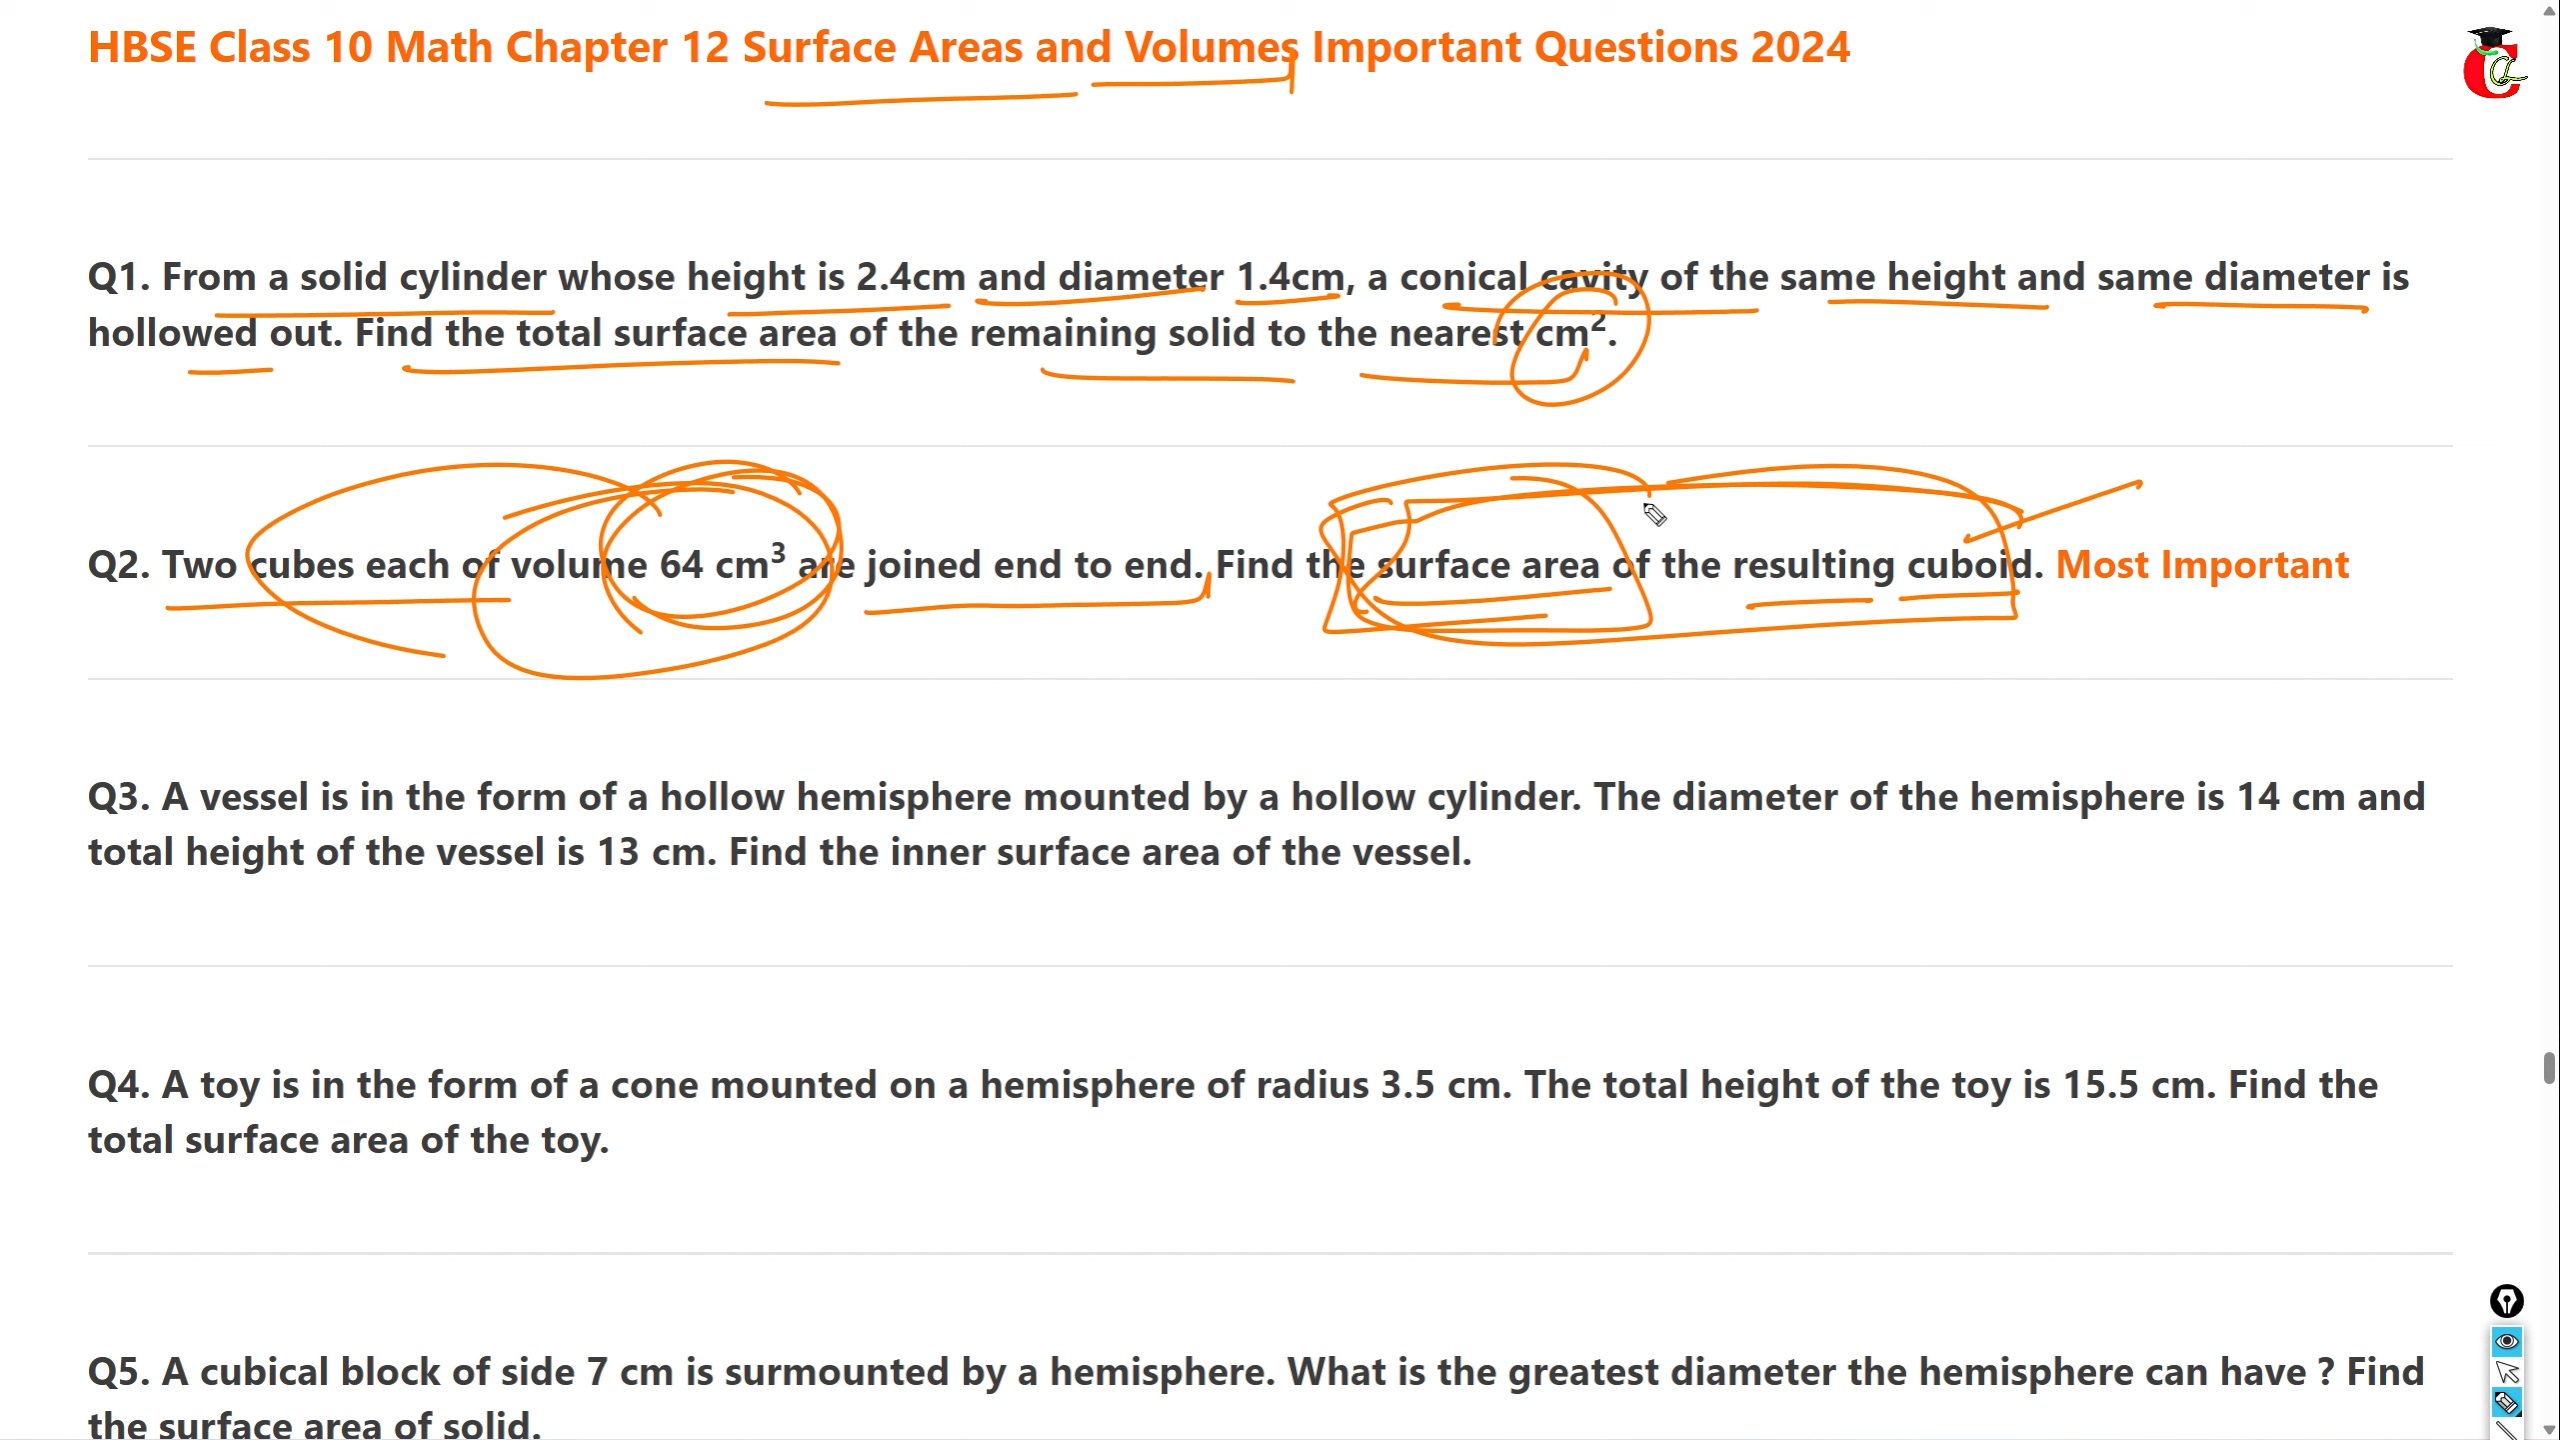 HBSE Class 10 Math Chapter 12 Surface Areas and Volumes Important Questions 2024
Q1. From a solid cylinder whose height is 2.4cm and diameter 1.4cm, a conical cavity of the same height and same diameter is
hollowed out. Find the total surface area of the remaining solid to the nearest cm².
Q2. Two cubes each of volume 64 cm³ are joined end to end. Find the surface area of the resulting cuboid. Most Important
Q3. A vessel is in the form of a hollow hemisphere mounted by a hollow cylinder. The diameter of the hemisphere is 14 cm and
total height of the vessel is 13 cm. Find the inner surface area of the vessel.
Q4. A toy is in the form of a cone mounted on a hemisphere of radius 3.5 cm. The total height of the toy is 15.5 cm. Find the
total surface area of the toy.
Q5. A cubical block of side 7 cm is surmounted by a hemisphere. What is the greatest diameter the hemisphere can have ? Find
the surface area of solid.